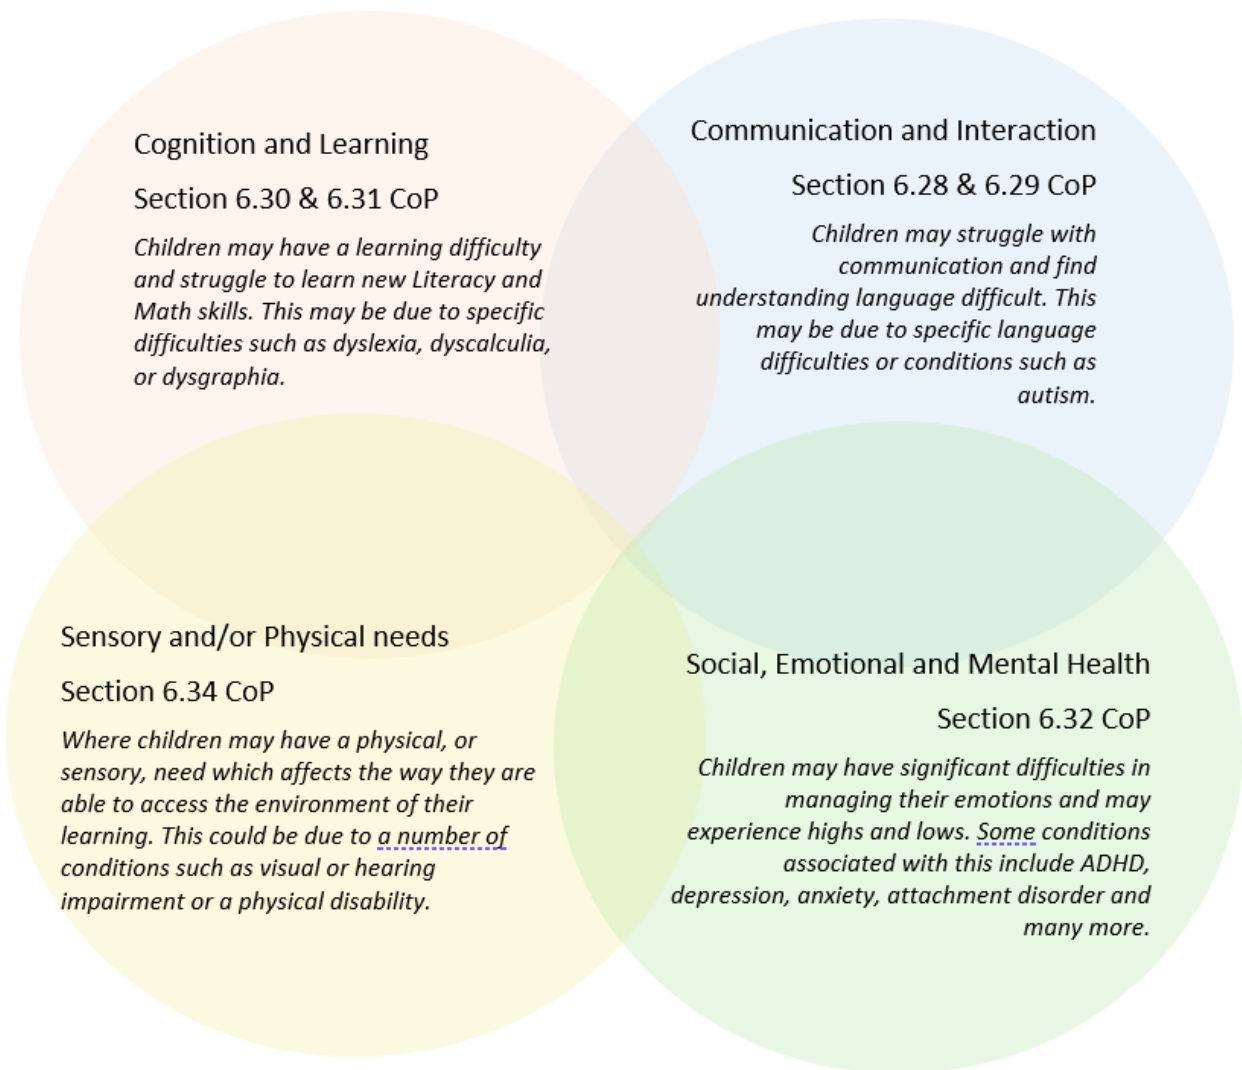 Cognition and Learning
Section 6.30 & 6.31 CoP
Children may have a learning difficulty
and struggle to learn new Literacy and
Math skills. This may be due to specific
difficulties such as dyslexia, dyscalculia,
or dysgraphia.
Communication and Interaction
Section 6.28 & 6.29 CoP
Children may struggle with
communication and find
understanding language difficult. This
may be due to specific language
difficulties or conditions such as
autism.
Sensory and/or Physical needs
Section 6.34 CoP
Where children may have a physical, or
sensory, need which affects the way they are
able to access the environment of their
learning. This could be due to a number of
conditions such as visual or hearing
impairment or a physical disability.
Social, Emotional and Mental Health
Section 6.32 CoP
Children may have significant difficulties in
managing their emotions and may
experience highs and lows. Some conditions
associated with this include ADHD,
depression, anxiety, attachment disorder and
many more.